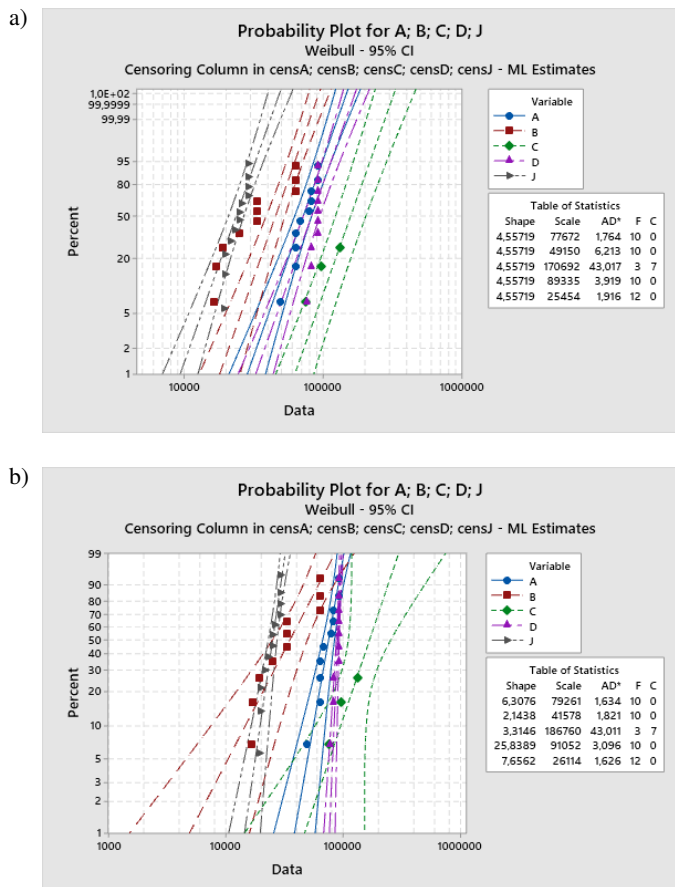 a)
Probability Plot for A; B; C; D; J
Weibull - 95% CI
Censoring Column in censA; censB; censC; censD; censJ - ML Estimates
1,0E+02
99,9999
99,99
95
80
50
20
5
2
1
Percent
10000 100000 1000000
Data
Variable
A
B
C
D
J
Table of Statistics
Shape Scale AD* F C
4,55719 77672 1,764 10 0
4,55719 49150 6,213 10 0
4,55719 170692 43,017 3 7
4,55719 89335 3,919 10 0
4,55719 25454 1,916 12 0
b)
Probability Plot for A; B; C; D; J
Weibull - 95% CI
Censoring Column in censA; censB; censC; censD; censJ - ML Estimates
99
90
80
70
60
50
40
30
20
10
5
3
2
1
Percent
1000 10000 100000 1000000
Data
Variable
A
B
C
D
J
Table of Statistics
Shape Scale AD* F C
6,3076 79261 1,634 10 0
2,1438 41578 1,821 10 0
3,3146 186760 43,011 3 7
25,8389 91052 3,096 10 0
7,6562 26114 1,626 12 0